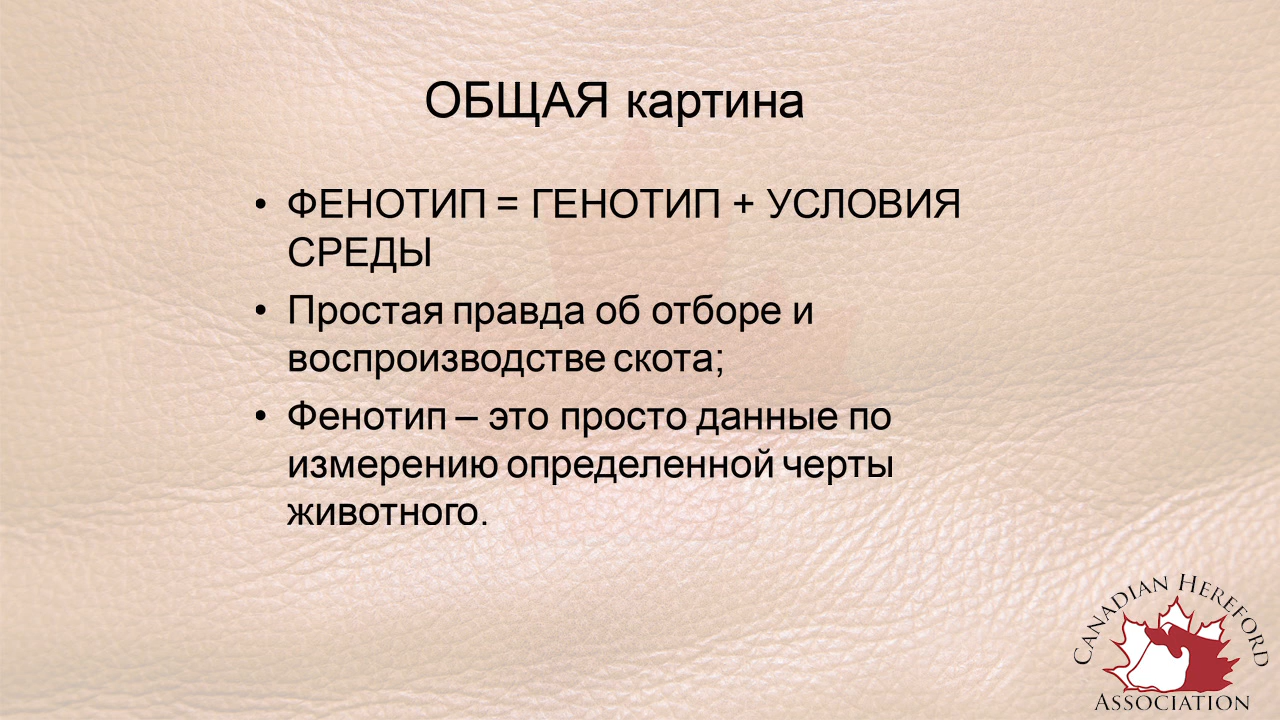 ОБЩАЯ картина
• ФЕНОТИП = ГЕНОТИП + УСЛОВИЯ
СРЕДЫ
• Простая правда об отборе и
воспроизводстве скота;
• Фенотип – это просто данные по
измерению определенной черты
животного.
CANADIAN HEREFORD
ASSOCIATION